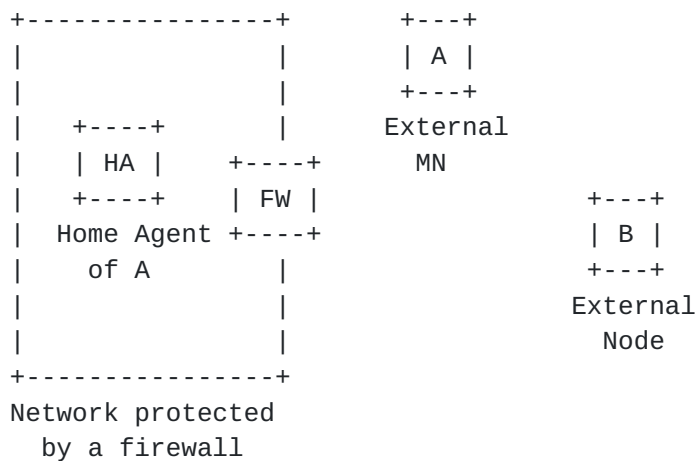 +----------------+       +---+
|                |       | A |
|                |       +---+
|   +----+       |      External
|   | HA |    +----+      MN
|   +----+    | FW |                 +---+
|  Home Agent +----+                 | B |
|    of A        |                   +---+
|                |                  External
|                |                    Node
+----------------+
Network protected
  by a firewall